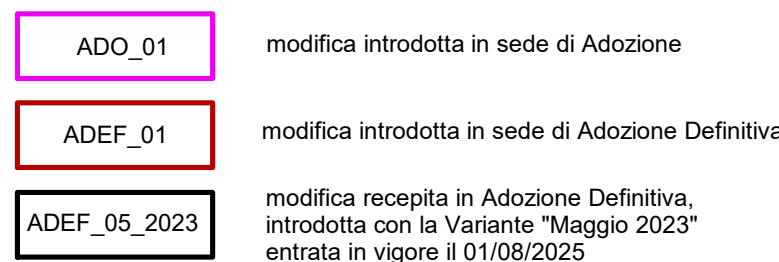 ADO_01 modifica introdotta in sede di Adozione
ADEF_01 modifica introdotta in sede di Adozione Definitiva
ADEF_05_2023 modifica recepita in Adozione Definitiva,
introdotta con la Variante "Maggio 2023"
entrata in vigore il 01/08/2025